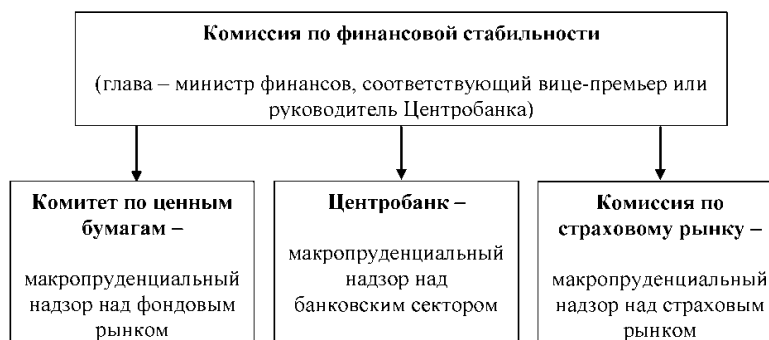 Комиссия по финансовой стабильности
(глава – министр финансов, соответствующий вице-премьер или
руководитель Центробанка)
Комитет по ценным
бумагам –
макропруденциальный
надзор над фондовым
рынком
Центробанк –
макропруденциальный
надзор над
банковским сектором
Комиссия по
страховому рынку –
макропруденциальный
надзор над страховым
рынком